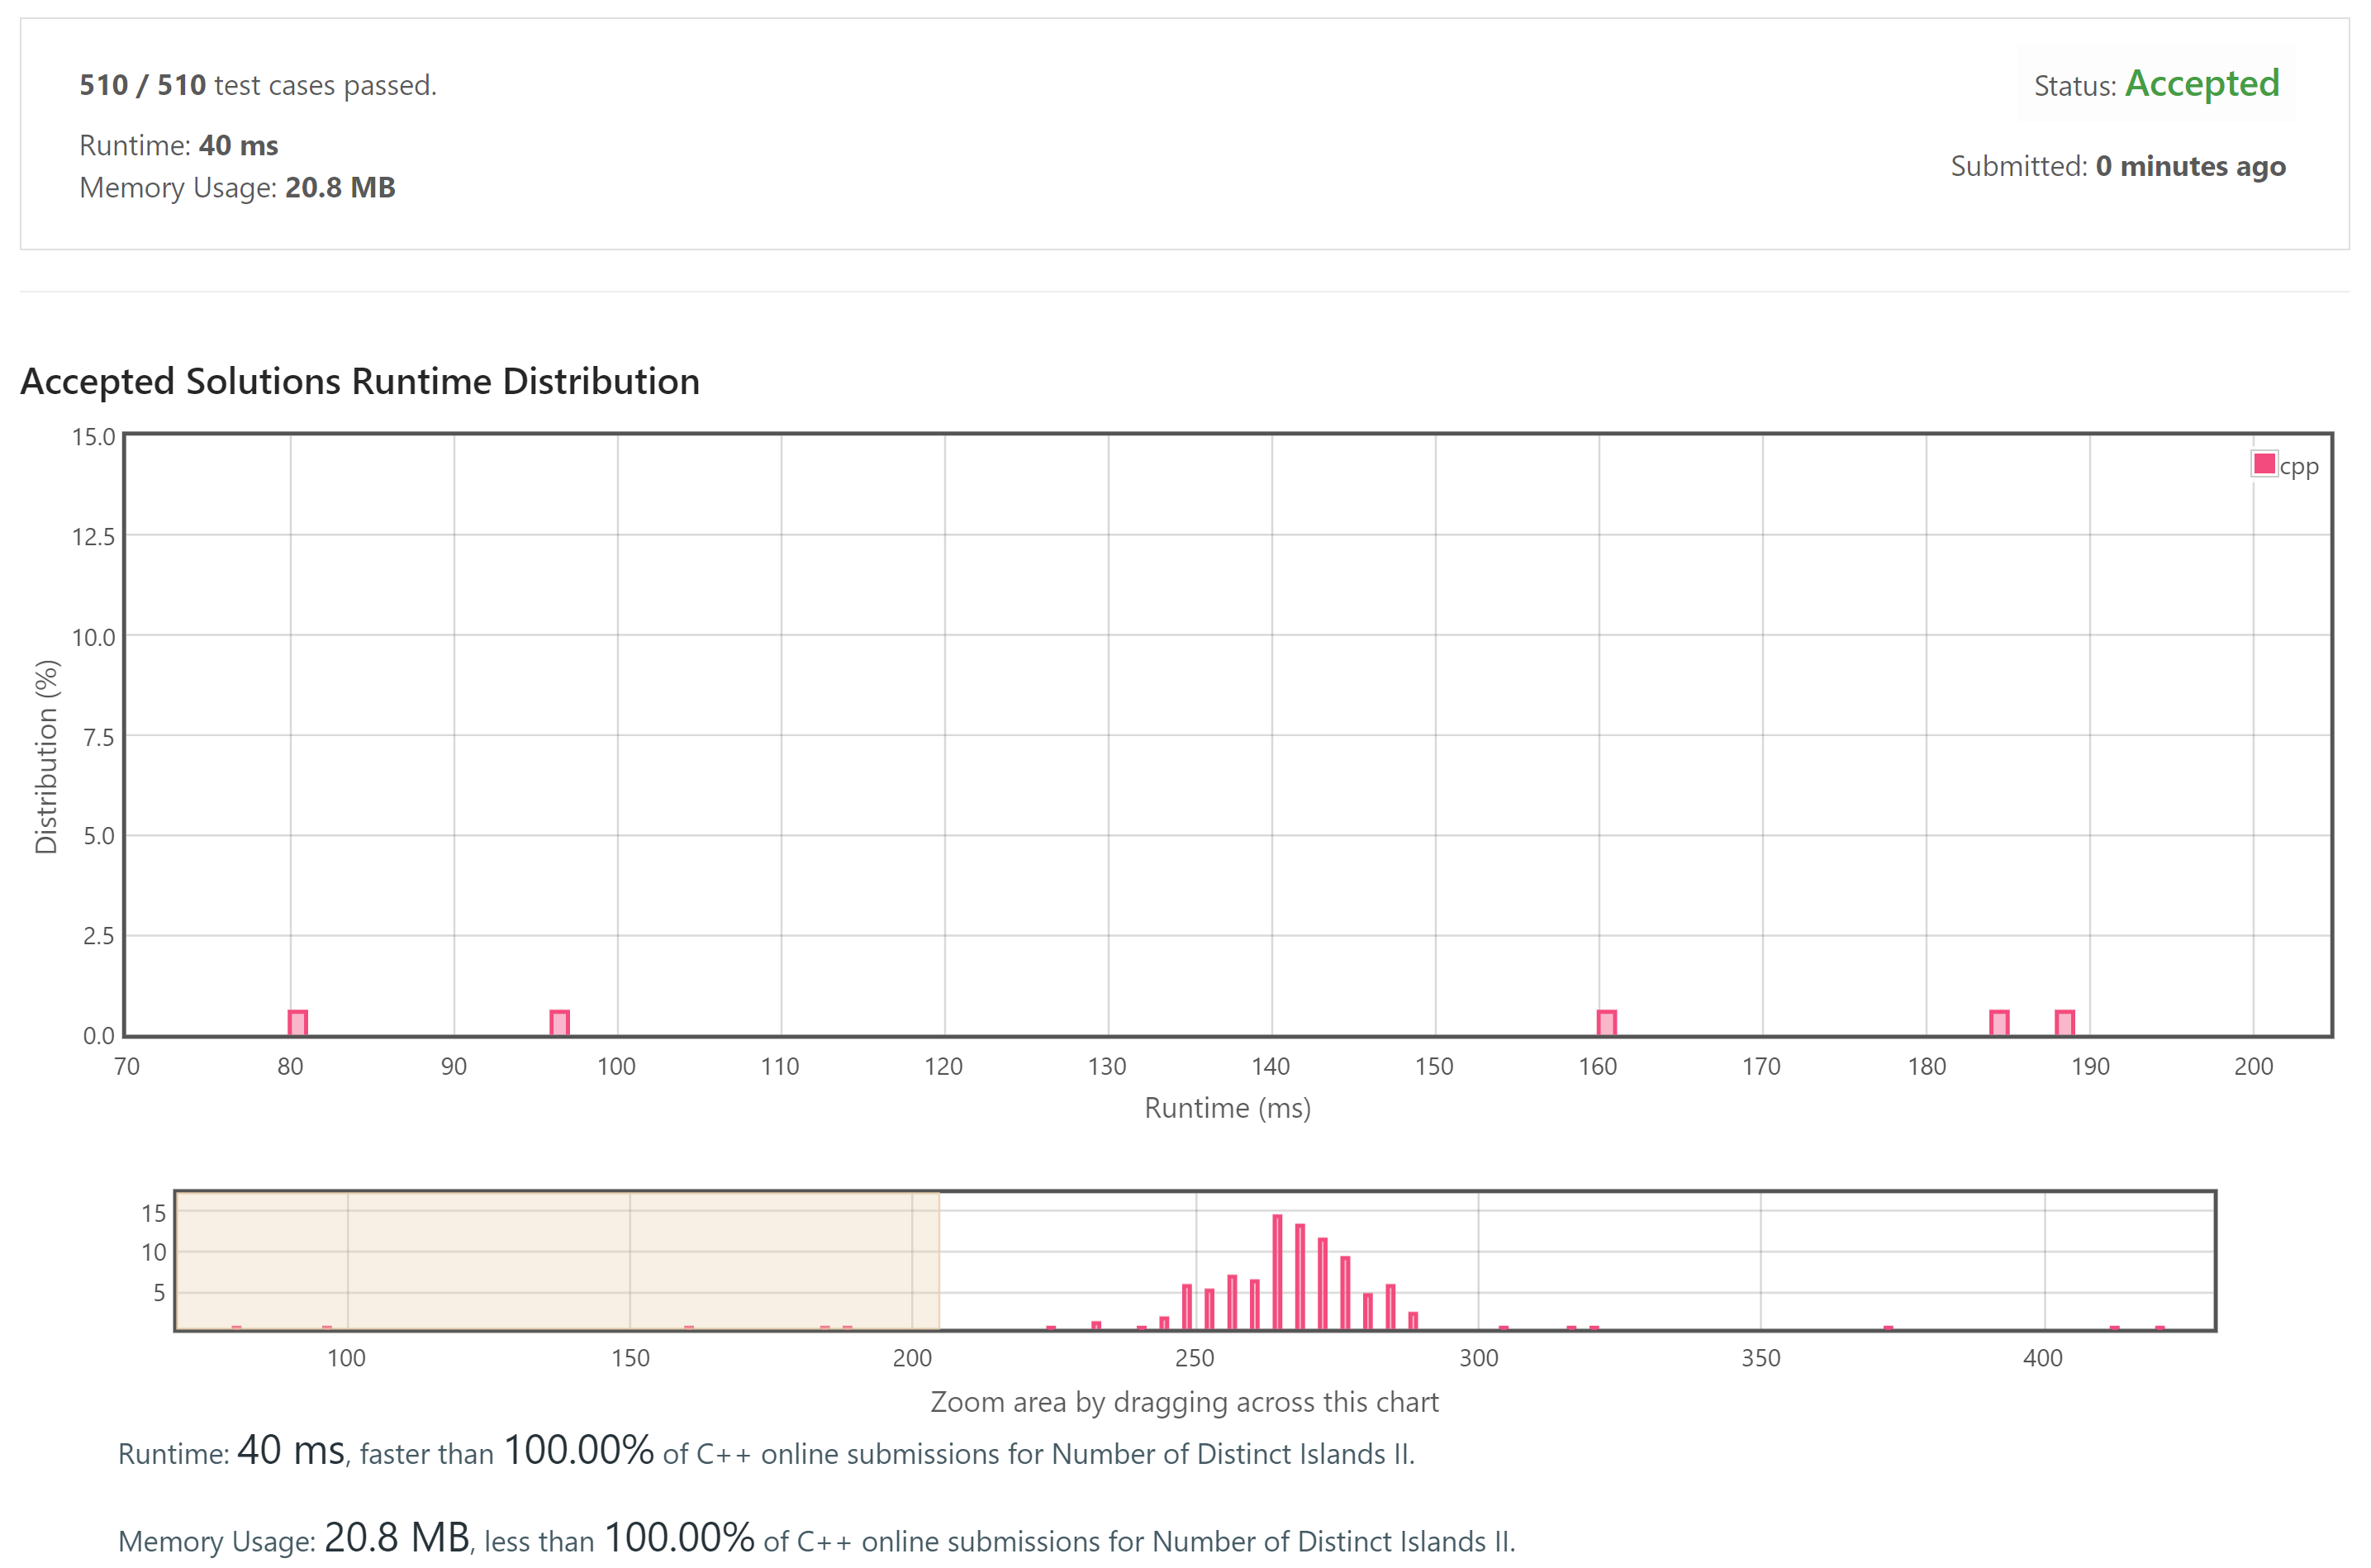 510 / 510 test cases passed.
Status: Accepted
Runtime: 40 ms
Submitted: 0 minutes ago
Memory Usage: 20.8 MB
Accepted Solutions Runtime Distribution
cpp
15.0
12.5
10.0
7.5
5.0
2.5
0.0
Distribution (%)
70 80 90 100 110 120 130 140 150 160 170 180 190 200
Runtime (ms)
15
10
5
100 150 200 250 300 350 400
Zoom area by dragging across this chart
Runtime: 40 ms, faster than 100.00% of C++ online submissions for Number of Distinct Islands II.
Memory Usage: 20.8 MB, less than 100.00% of C++ online submissions for Number of Distinct Islands II.